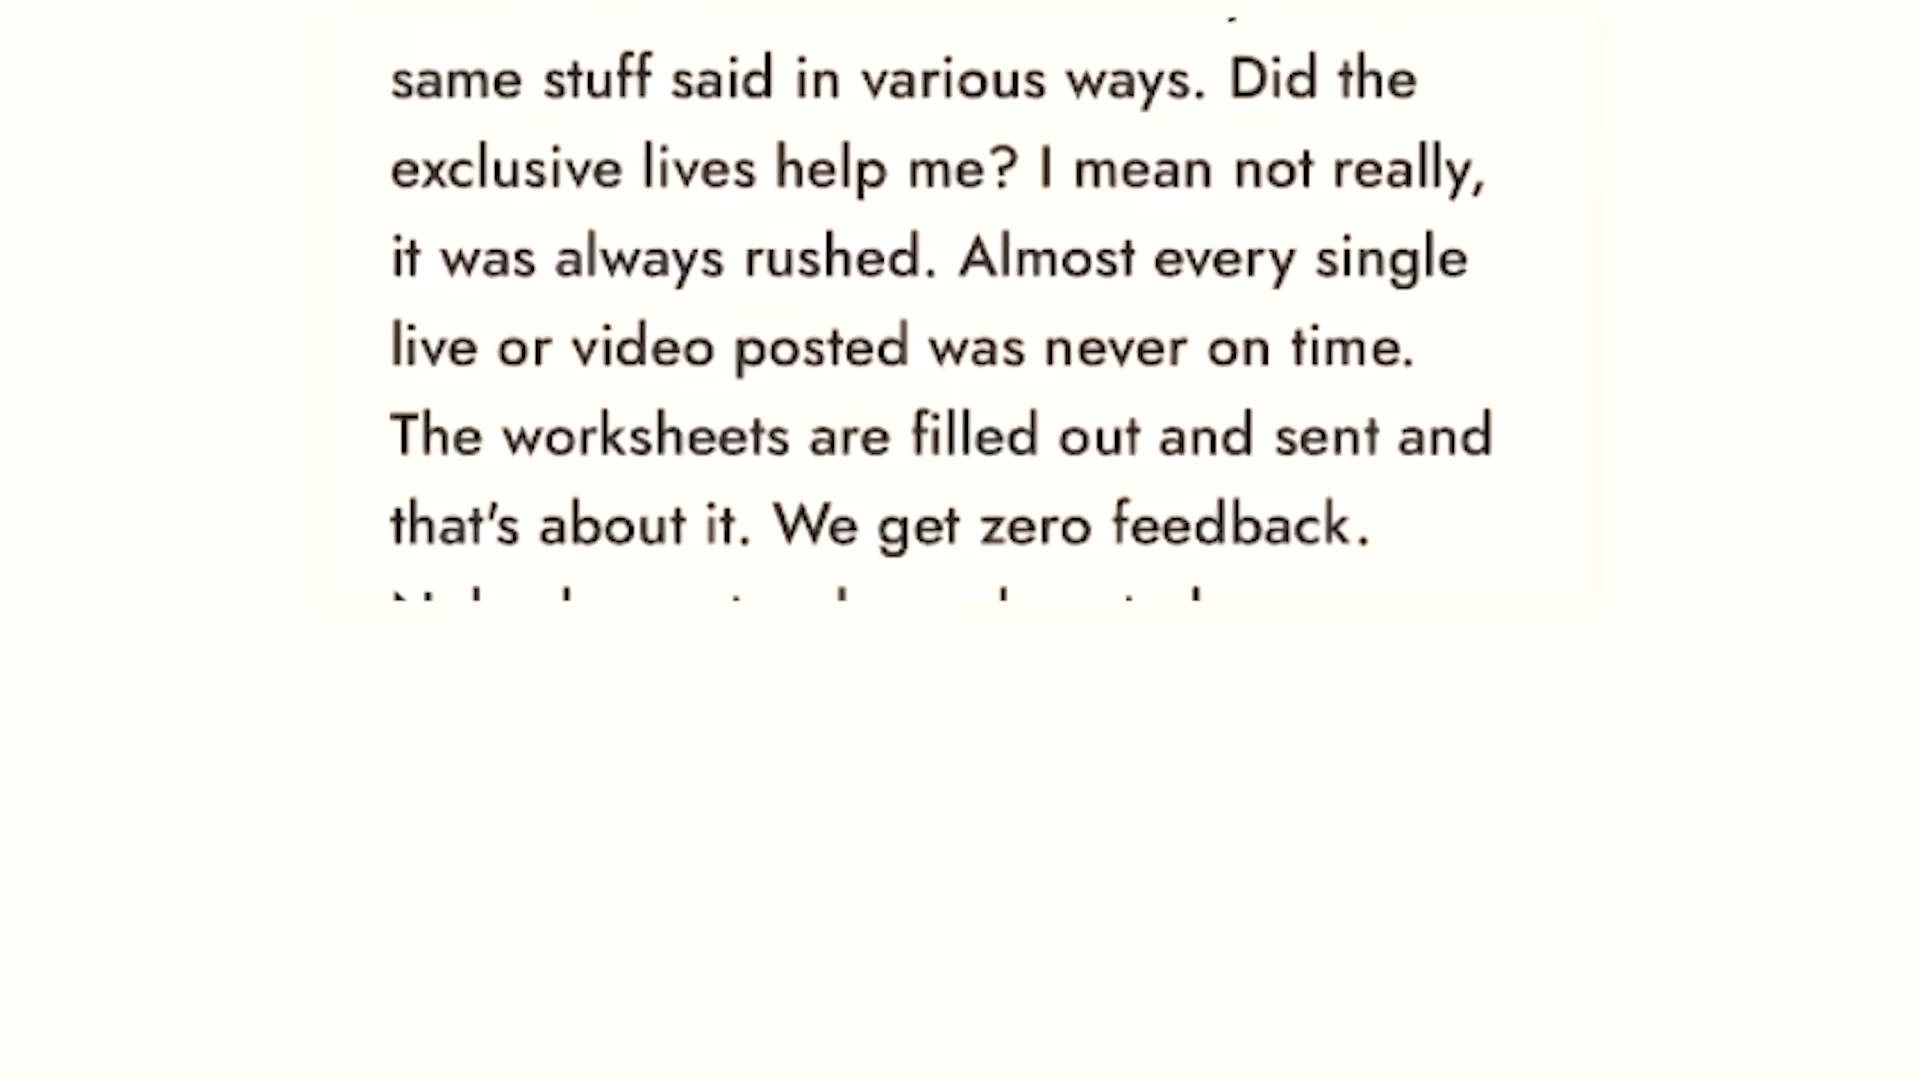 same stuff said in various ways. Did the
exclusive lives help me? I mean not really,
it was always rushed. Almost every single
live or video posted was never on time.
The worksheets are filled out and sent and
that's about it. We get zero feedback.